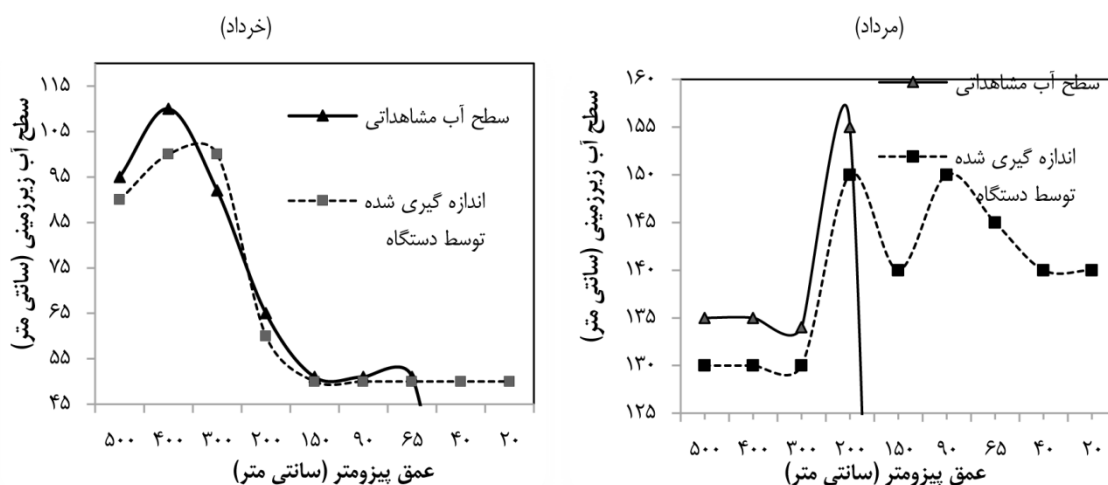 (خرداد)
سطح آب زیرزمینی (سانتی متر)
۱۱۵
۱۰۵
۹۵
۸۵
۷۵
۶۵
۵۵
۴۵
سطح آب مشاهداتی
اندازه گیری شده
توسط دستگاه
۵۰۰ ۴۰۰ ۳۰۰ ۲۰۰ ۱۵۰ ۹۰ ۶۵ ۴۰ ۲۰
عمق پیزومتر (سانتی متر)
(مرداد)
سطح آب زیرزمینی (سانتی متر)
۱۶۰
۱۵۵
۱۵۰
۱۴۵
۱۴۰
۱۳۵
۱۳۰
۱۲۵
سطح آب مشاهداتی
اندازه گیری شده
توسط دستگاه
۵۰۰ ۴۰۰ ۳۰۰ ۲۰۰ ۱۵۰ ۹۰ ۶۵ ۴۰ ۲۰
عمق پیزومتر (سانتی متر)